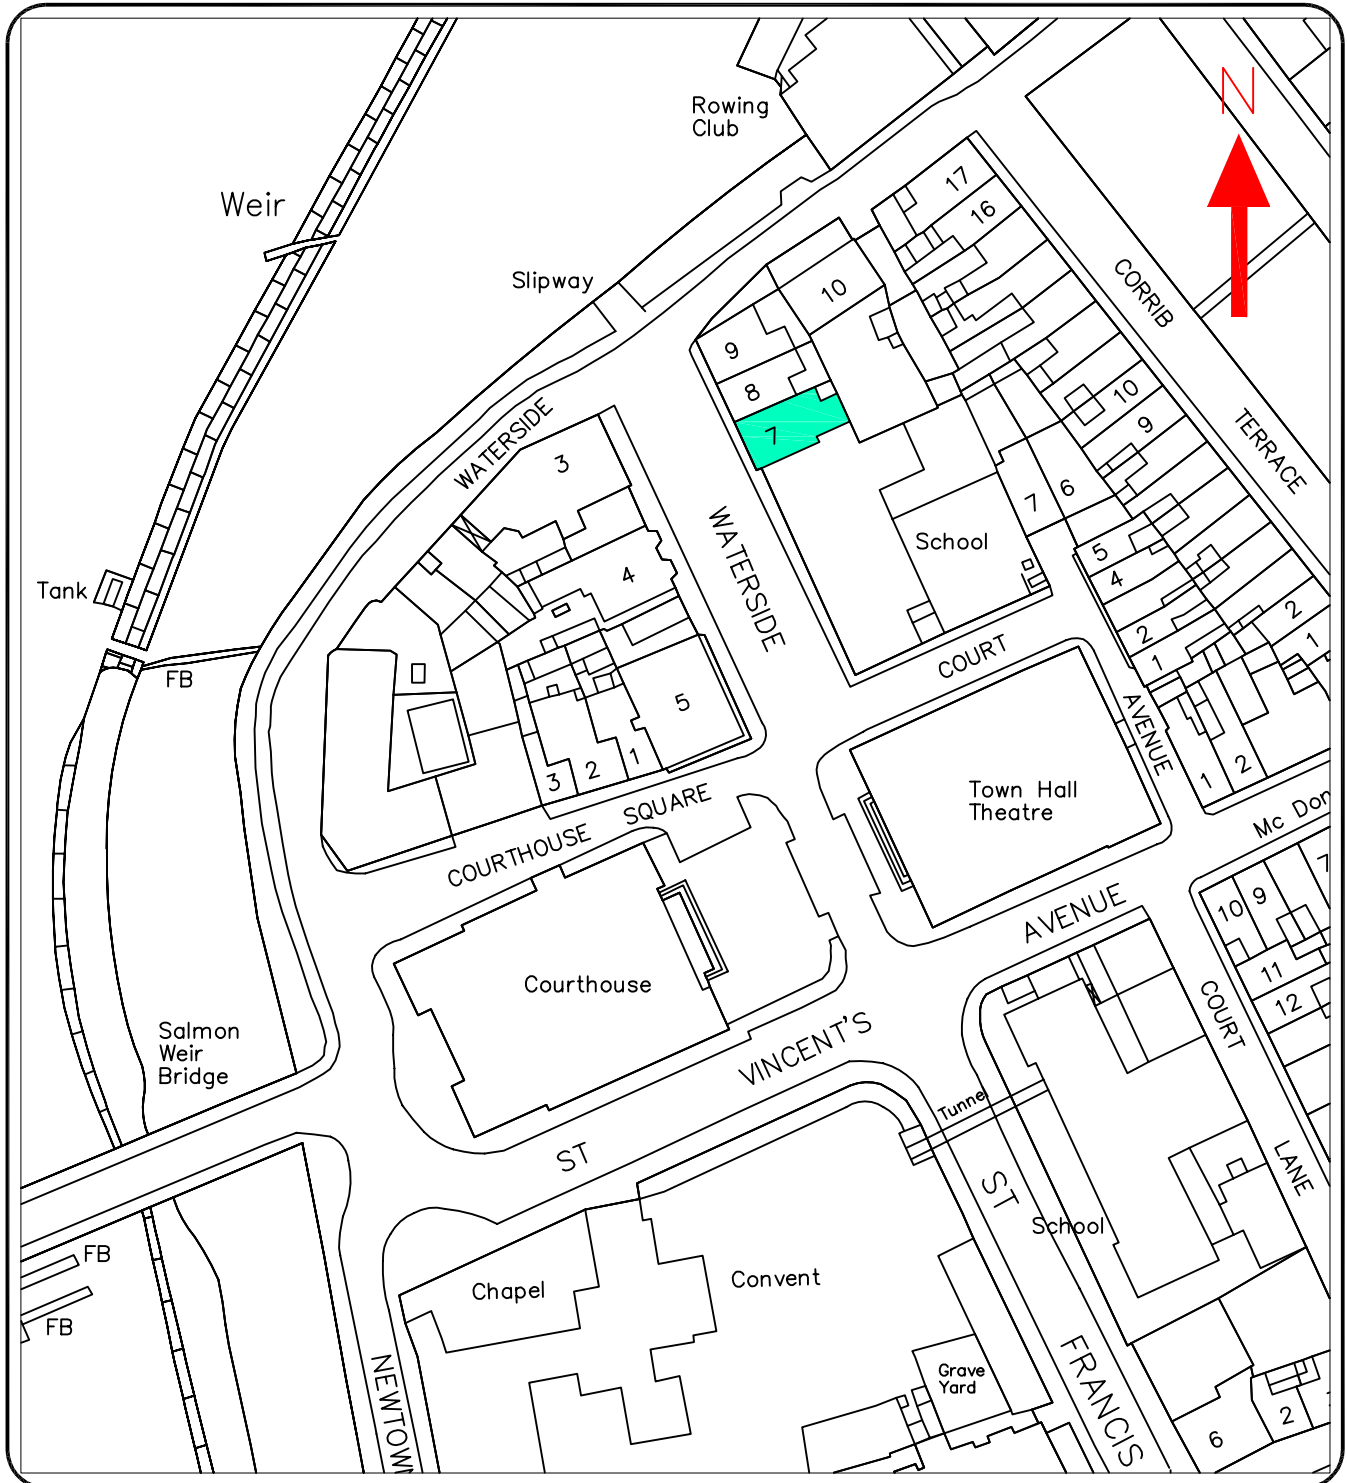 N
Rowing
Club
Weir
Slipway
17
16
10
9
8
7
CORRIB
TERRACE
10
9
WATERSIDE
3
4
5
WATERSIDE
School
7
6
5
4
2
1
2
1
Tank
FB
COURT
AVENUE
1
2
3
2
1
COURTHOUSE
SQUARE
Town Hall
Theatre
Mc Don
7
10
9
11
12
AVENUE
COURT
LANE
Courthouse
Salmon
Weir
Bridge
ST
VINCENT'S
Tunnel
ST
FRANCIS
School
FB
FB
Chapel
Convent
Grave
Yard
NEWTOWN
6
2